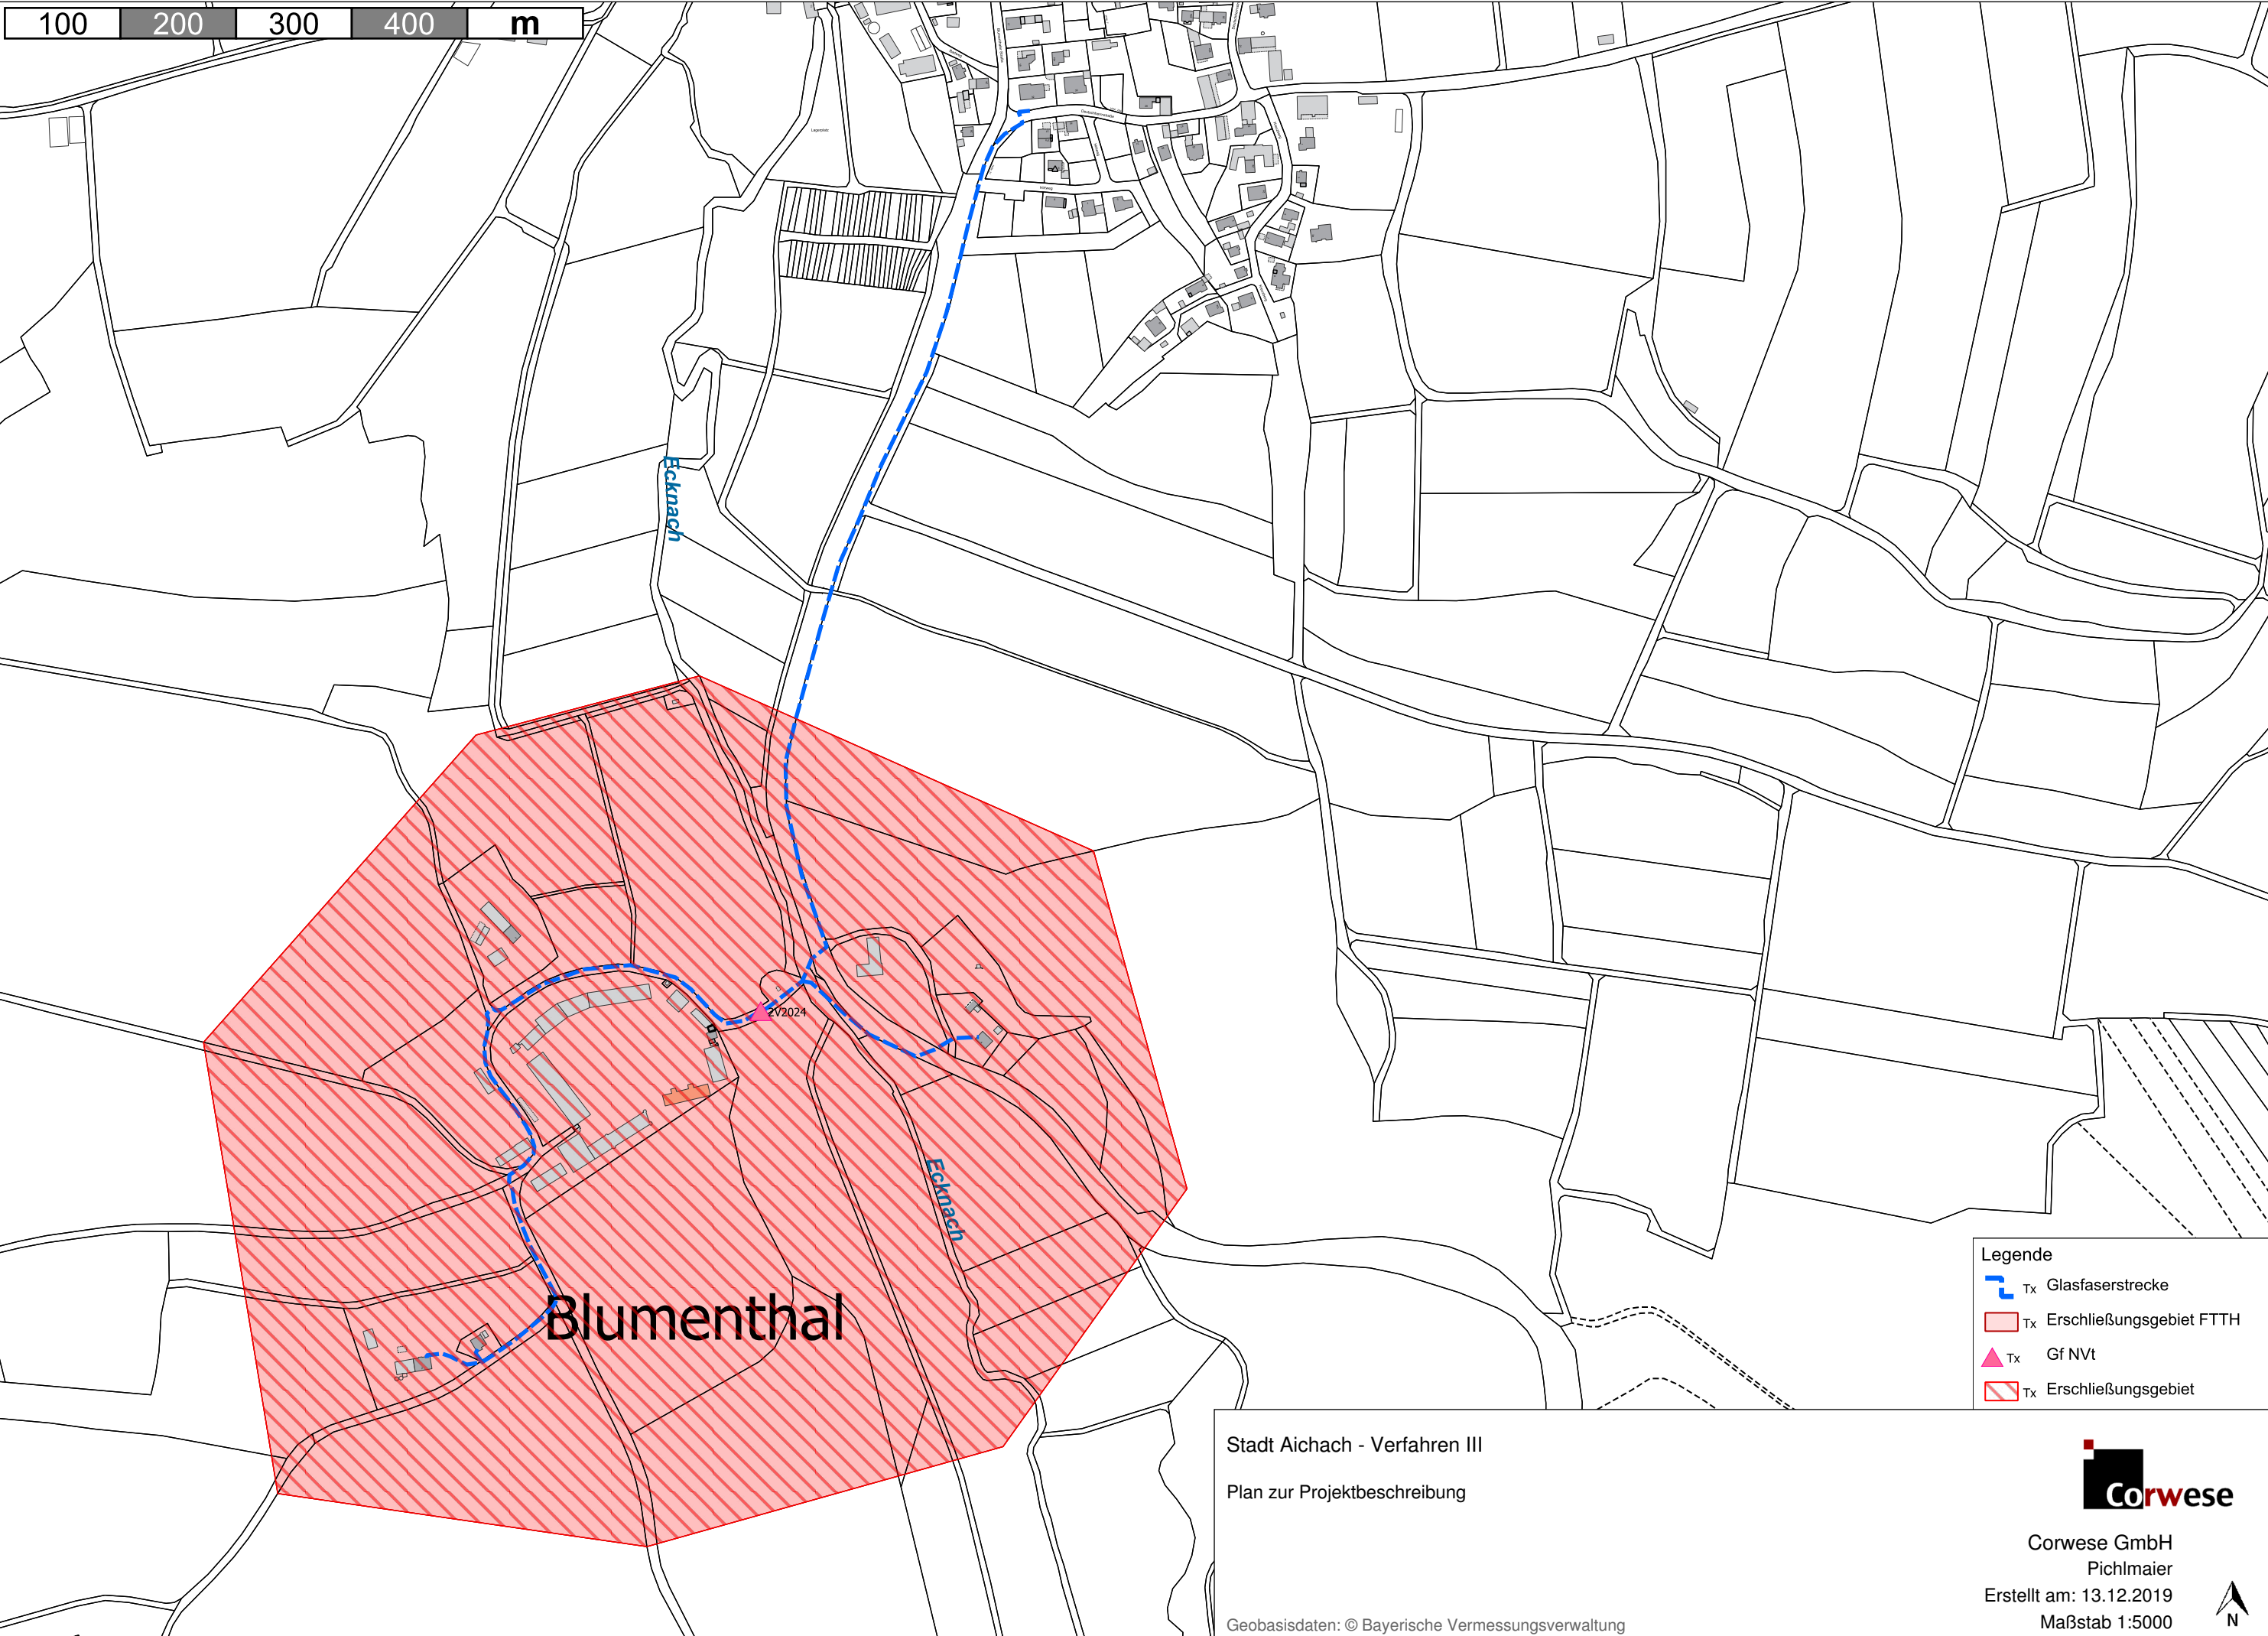 100 200 300 400 m
Lagerplatz
Ecknach
2V2024
Ecknach
Blumenthal
Legende
Tx Glasfaserstrecke
Tx Erschließungsgebiet FTTH
Tx Gf NVt
Tx Erschließungsgebiet
Stadt Aichach - Verfahren III
Plan zur Projektbeschreibung
Corwese
Corwese GmbH
Pichlmaier
Erstellt am: 13.12.2019
Maßstab 1:5000
N
Geobasisdaten: © Bayerische Vermessungsverwaltung